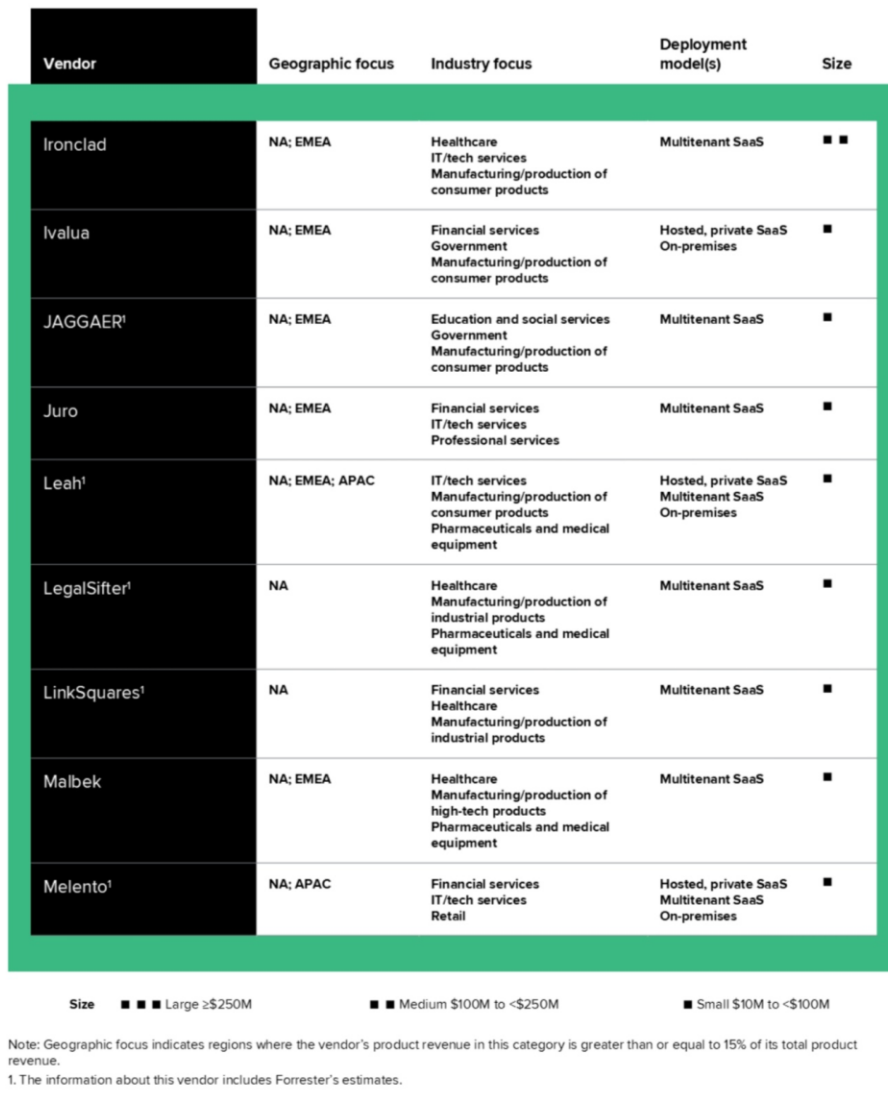 Vendor Geographic focus Industry focus Deployment model(s) Size
Ironclad NA; EMEA Healthcare Multitenant SaaS ■ ■
IT/tech services
Manufacturing/production of
consumer products
Ivalua NA; EMEA Financial services Hosted, private SaaS ■
Government On-premises
Manufacturing/production of
consumer products
JAGGAER¹ NA; EMEA Education and social services Multitenant SaaS ■
Government
Manufacturing/production of
consumer products
Juro NA; EMEA Financial services Multitenant SaaS ■
IT/tech services
Professional services
Leah¹ NA; EMEA; APAC IT/tech services Hosted, private SaaS ■
Manufacturing/production of Multitenant SaaS
consumer products On-premises
Pharmaceuticals and medical
equipment
LegalSifter¹ NA Healthcare Multitenant SaaS ■
Manufacturing/production of
industrial products
Pharmaceuticals and medical
equipment
LinkSquares¹ NA Financial services Multitenant SaaS ■
Healthcare
Manufacturing/production of
industrial products
Malbek NA; EMEA Healthcare Multitenant SaaS ■
Manufacturing/production of
high-tech products
Pharmaceuticals and medical
equipment
Melento¹ NA; APAC Financial services Hosted, private SaaS ■
IT/tech services Multitenant SaaS
Retail On-premises
Size ■ ■ ■ Large ≥$250M ■ ■ Medium $100M to <$250M ■ Small $10M to <$100M
Note: Geographic focus indicates regions where the vendor's product revenue in this category is greater than or equal to 15% of its total product
revenue.
1. The information about this vendor includes Forrester's estimates.